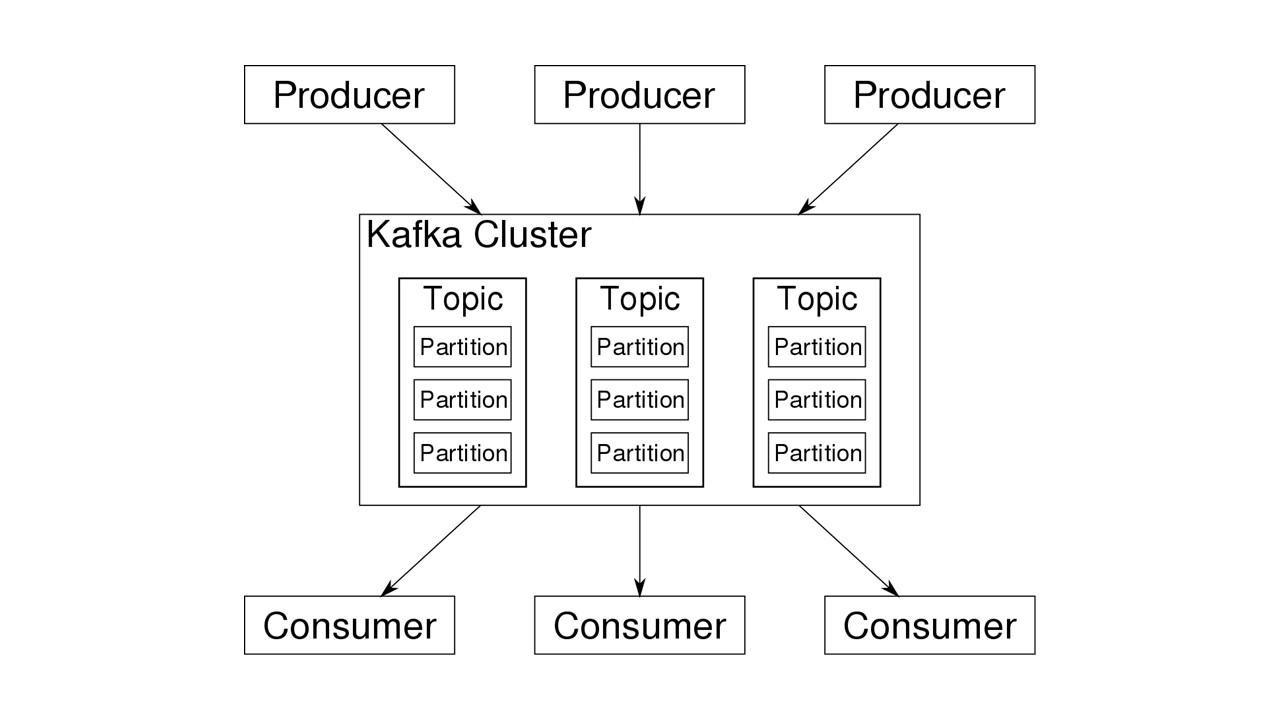 Producer
Producer
Producer
Kafka Cluster
Topic
Topic
Topic
Partition
Partition
Partition
Partition
Partition
Partition
Partition
Partition
Partition
Consumer
Consumer
Consumer